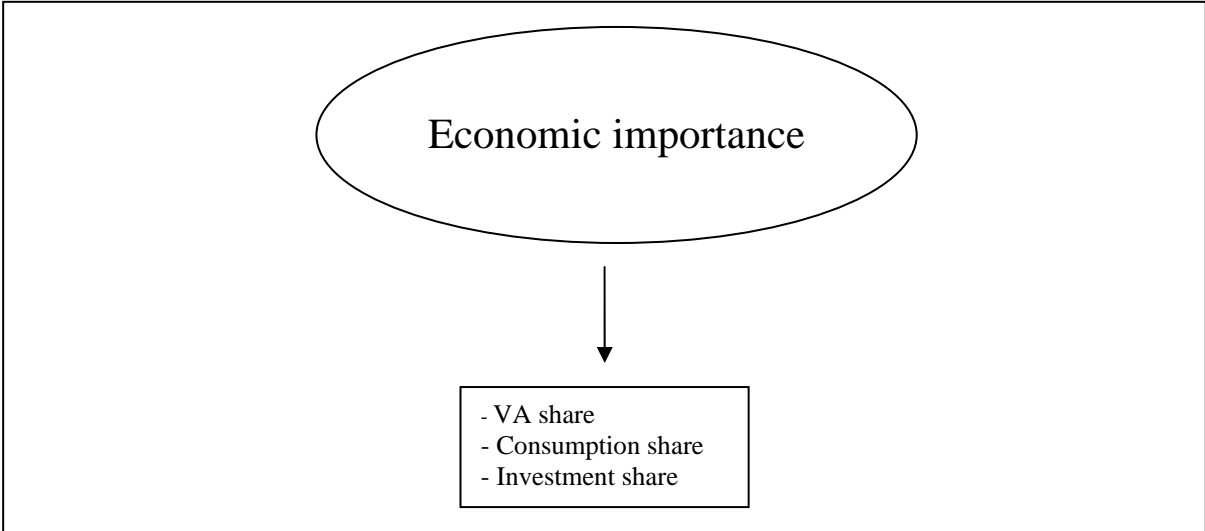 Economic importance
- VA share
- Consumption share
- Investment share